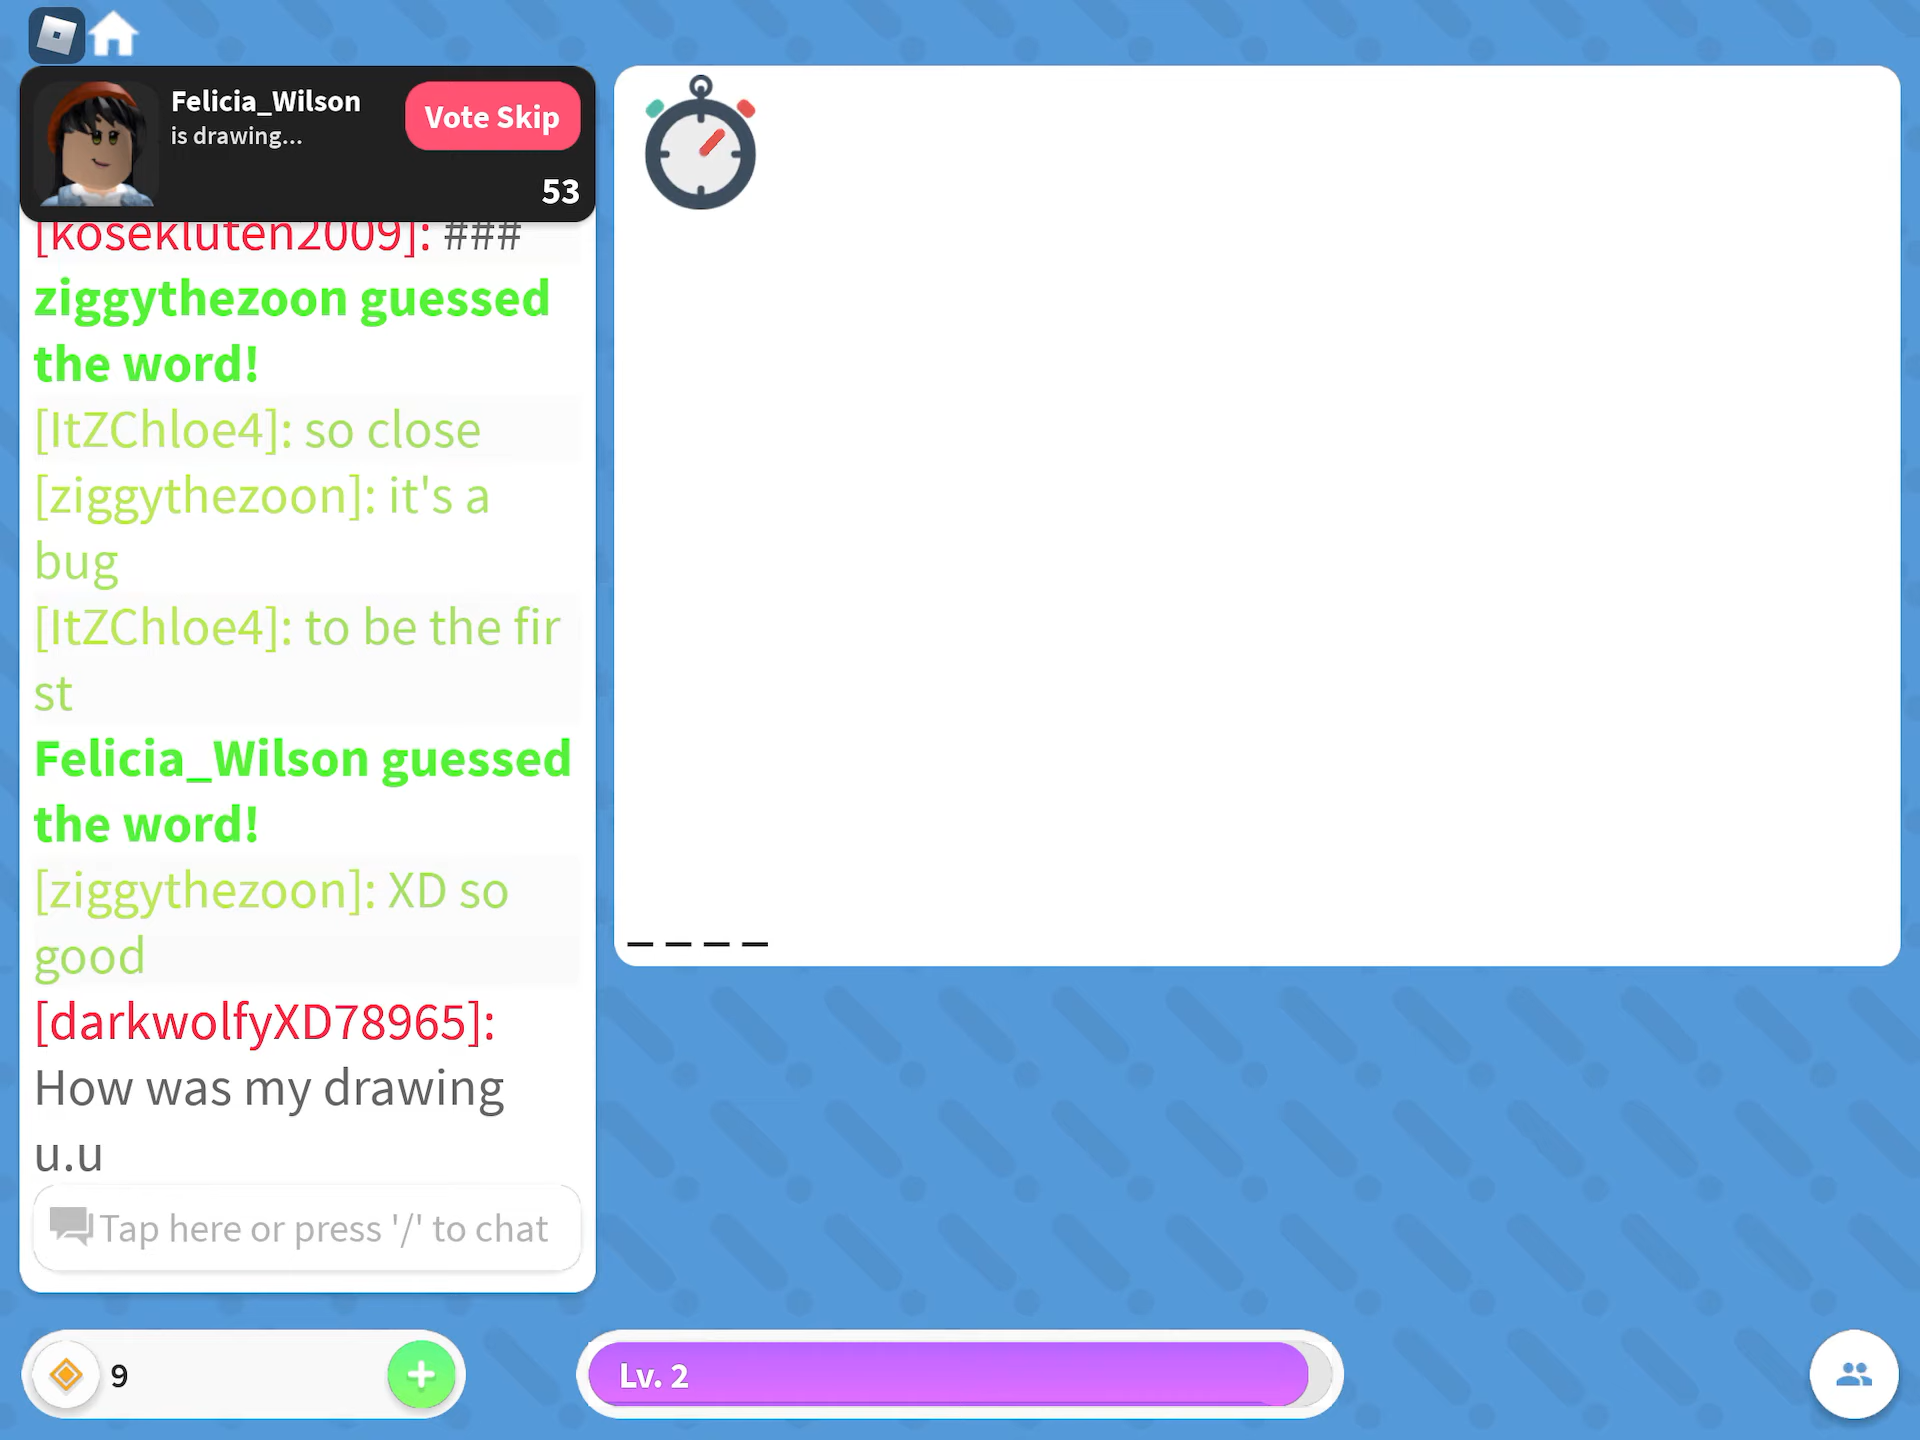 Felicia_Wilson
is drawing...
Vote Skip
53
[kosekluten2009]: ###
ziggythezoon guessed
the word!
[ItZChloe4]: so close
[ziggythezoon]: it's a
bug
[ItZChloe4]: to be the fir
st
Felicia_Wilson guessed
the word!
[ziggythezoon]: XD so
good
[darkwolfyXD78965]:
How was my drawing
u.u
Tap here or press '/' to chat
_ _ _ _
9
Lv. 2